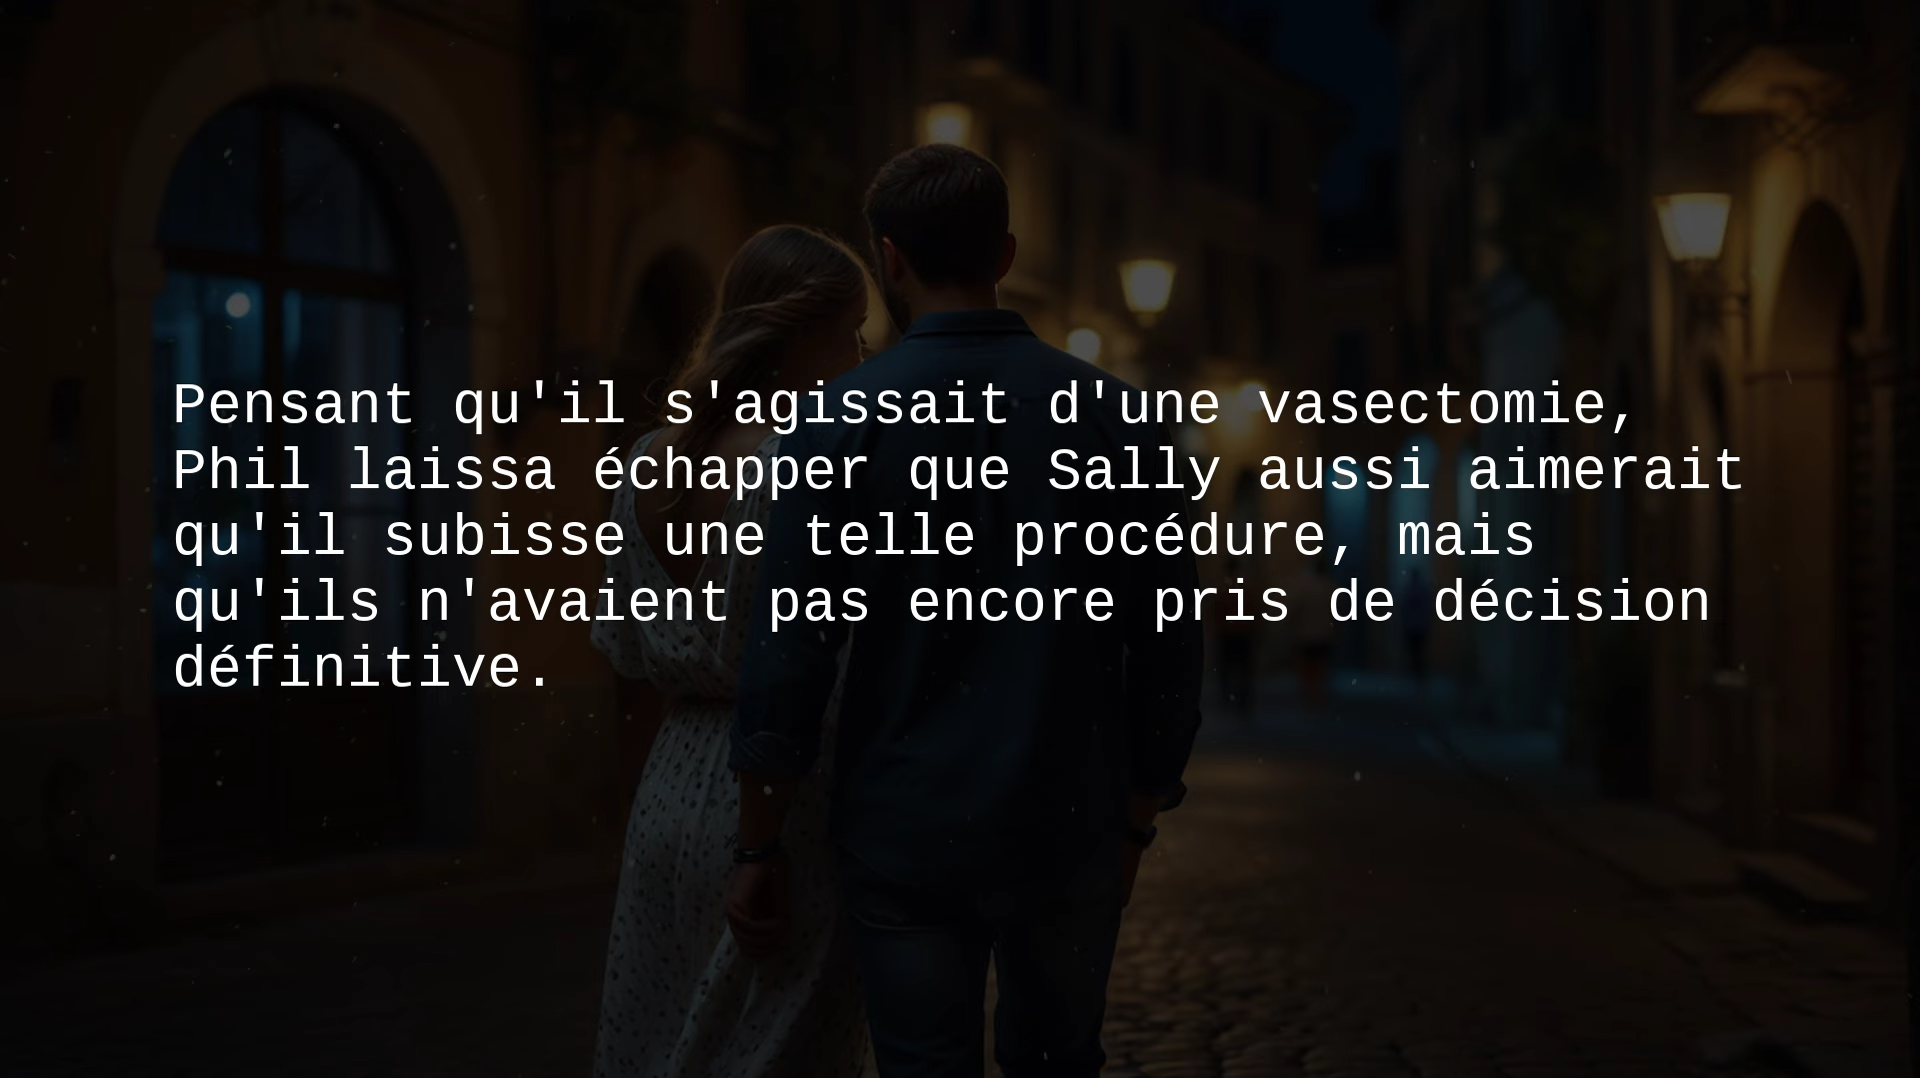 Pensant qu'il s'agissait d'une vasectomie,
Phil laissa échapper que Sally aussi aimerait
qu'il subisse une telle procédure, mais
qu'ils n'avaient pas encore pris de décision
définitive.